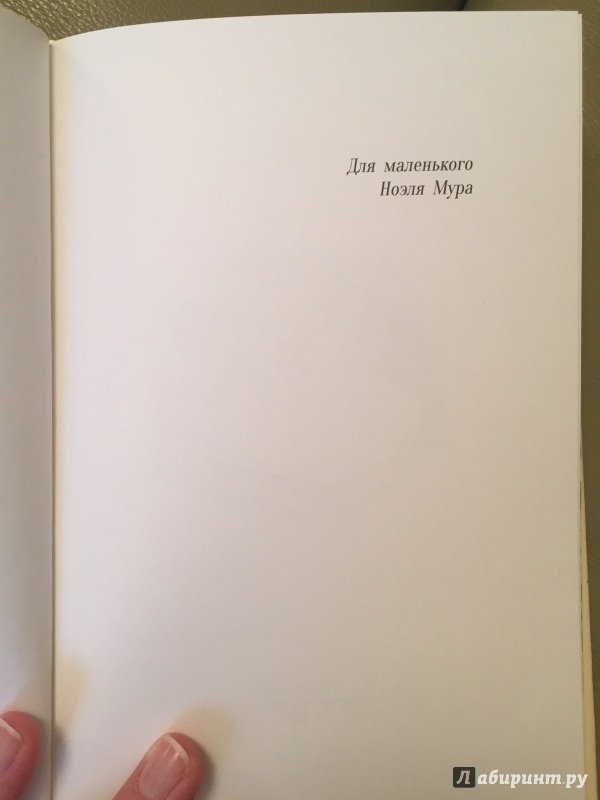 Для маленького
Ноэля Мура
Лабиринт.ру